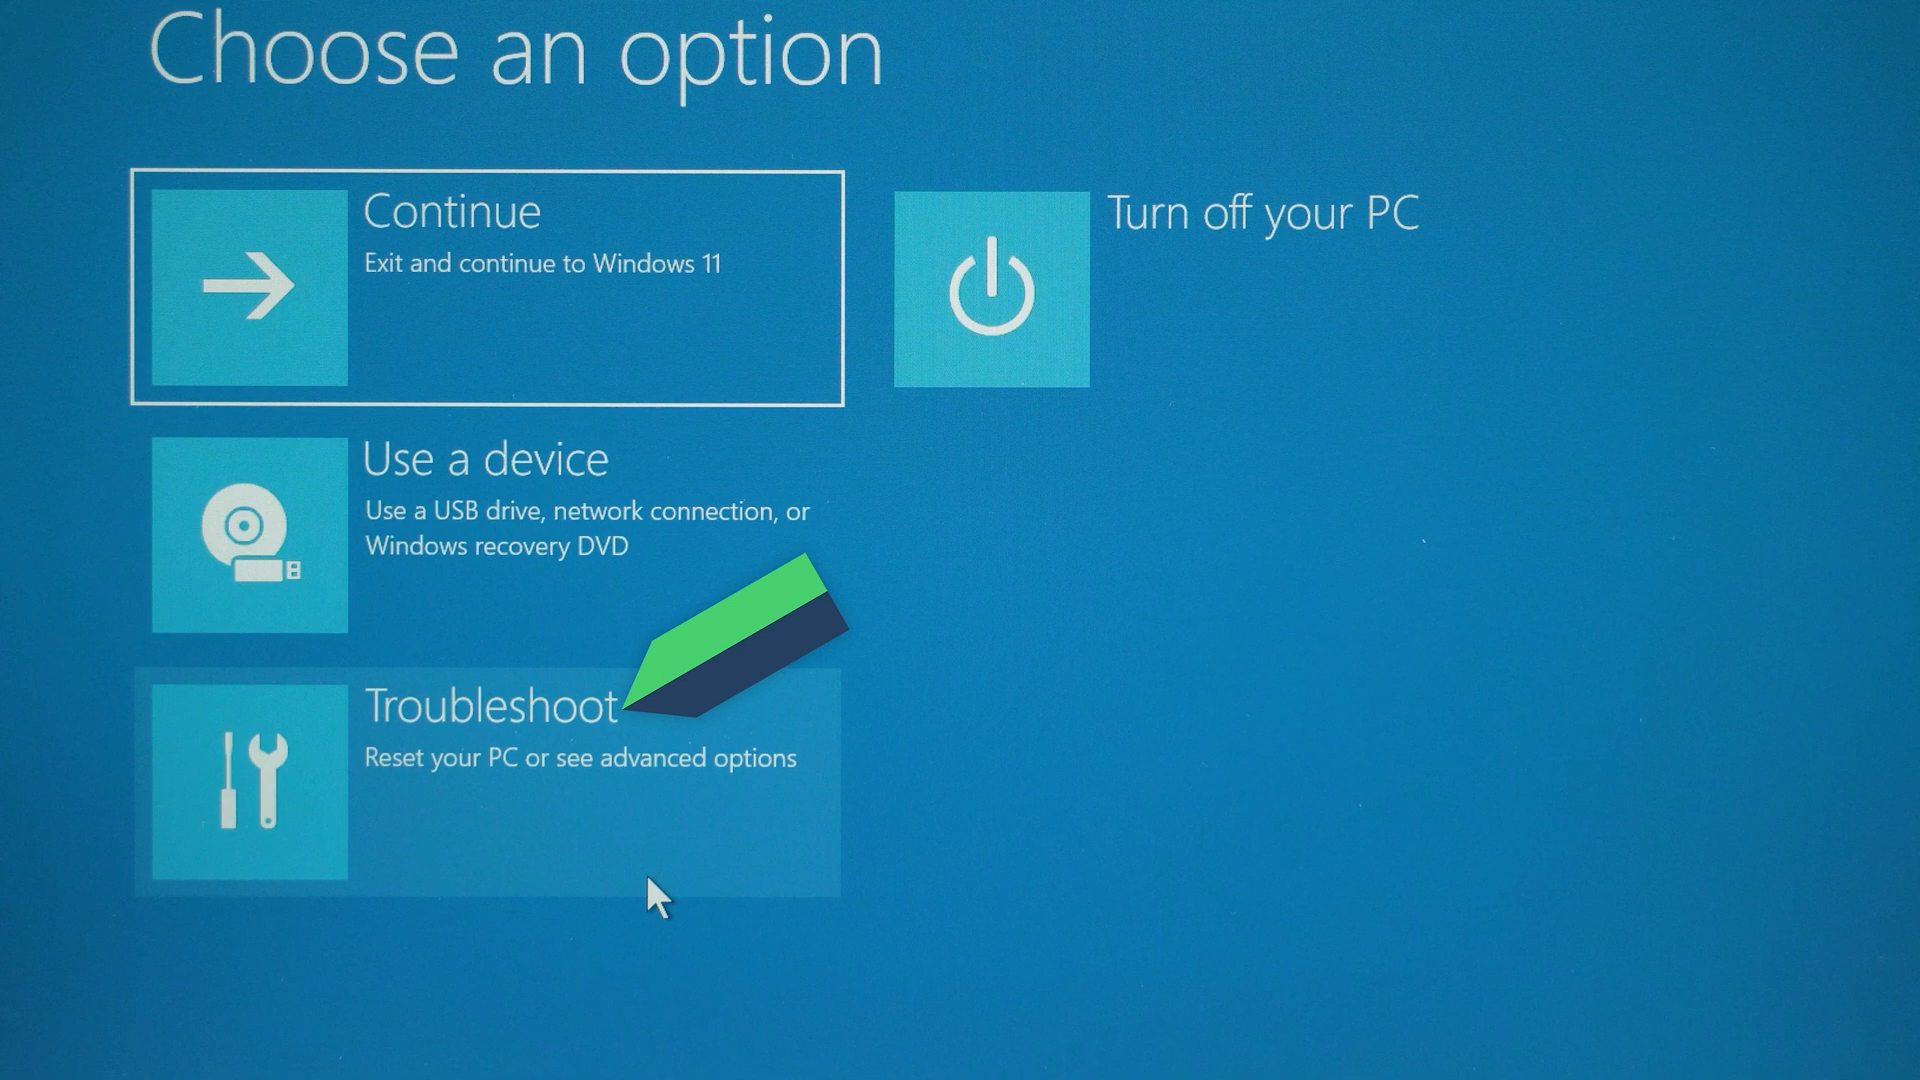 Choose an option
Continue
Exit and continue to Windows 11
Turn off your PC
Use a device
Use a USB drive, network connection, or
Windows recovery DVD
Troubleshoot
Reset your PC or see advanced options